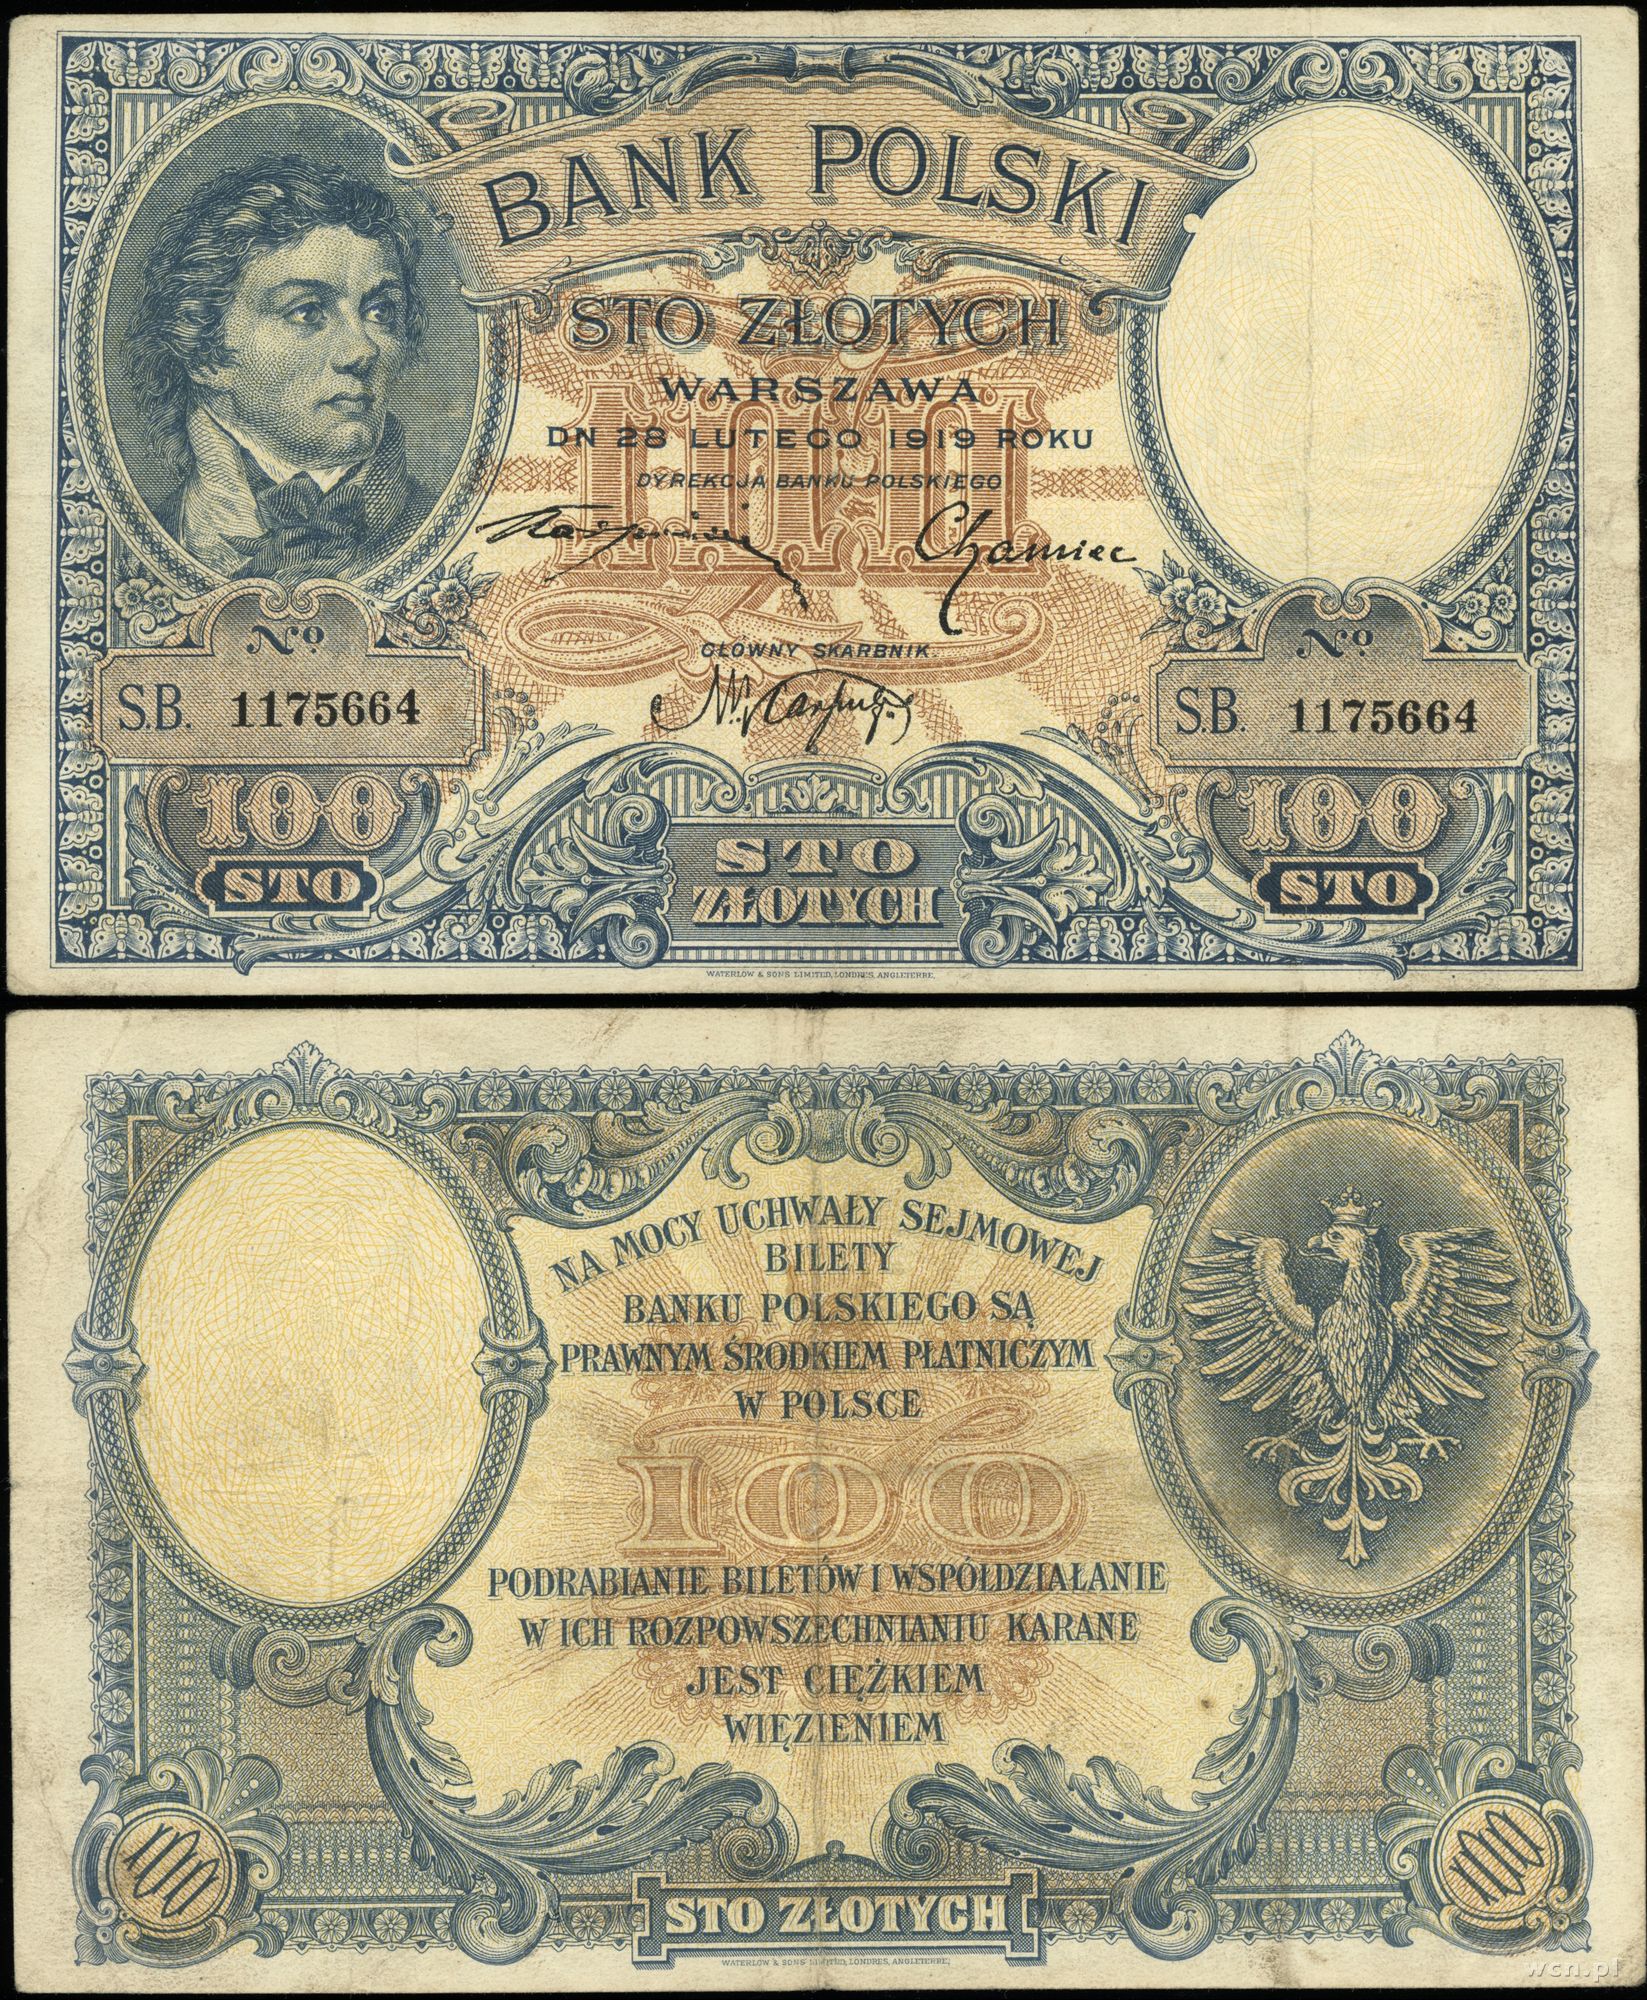 BANK POLSKI
STO ZŁOTYCH
WARSZAWA
DN 28 LUTEGO 1919 ROKU
DYREKCJA BANKU POLSKIEGO
Chamiec
GŁÓWNY SKARBNIK.
No.
S.B. 1175664
No.
S.B. 1175664
100
STO
STO
ZŁOTYCH
100
STO
WATERLOW & SONS LIMITED, LONDRES, ANGLETERRE.
NA MOCY UCHWAŁY SEJMOWEJ
BILETY
BANKU POLSKIEGO SĄ
PRAWNYM ŚRODKIEM PŁATNICZYM
W POLSCE
100
PODRABIANIE BILETÓW I WSPÓŁDZIAŁANIE
W ICH ROZPOWSZECHNIANIU KARANE
JEST CIĘŻKIEM
WIĘZIENIEM
100
STO ZŁOTYCH
100
WATERLOW & SONS LIMITED, LONDRES, ANGLETERRE.
wcn.pl